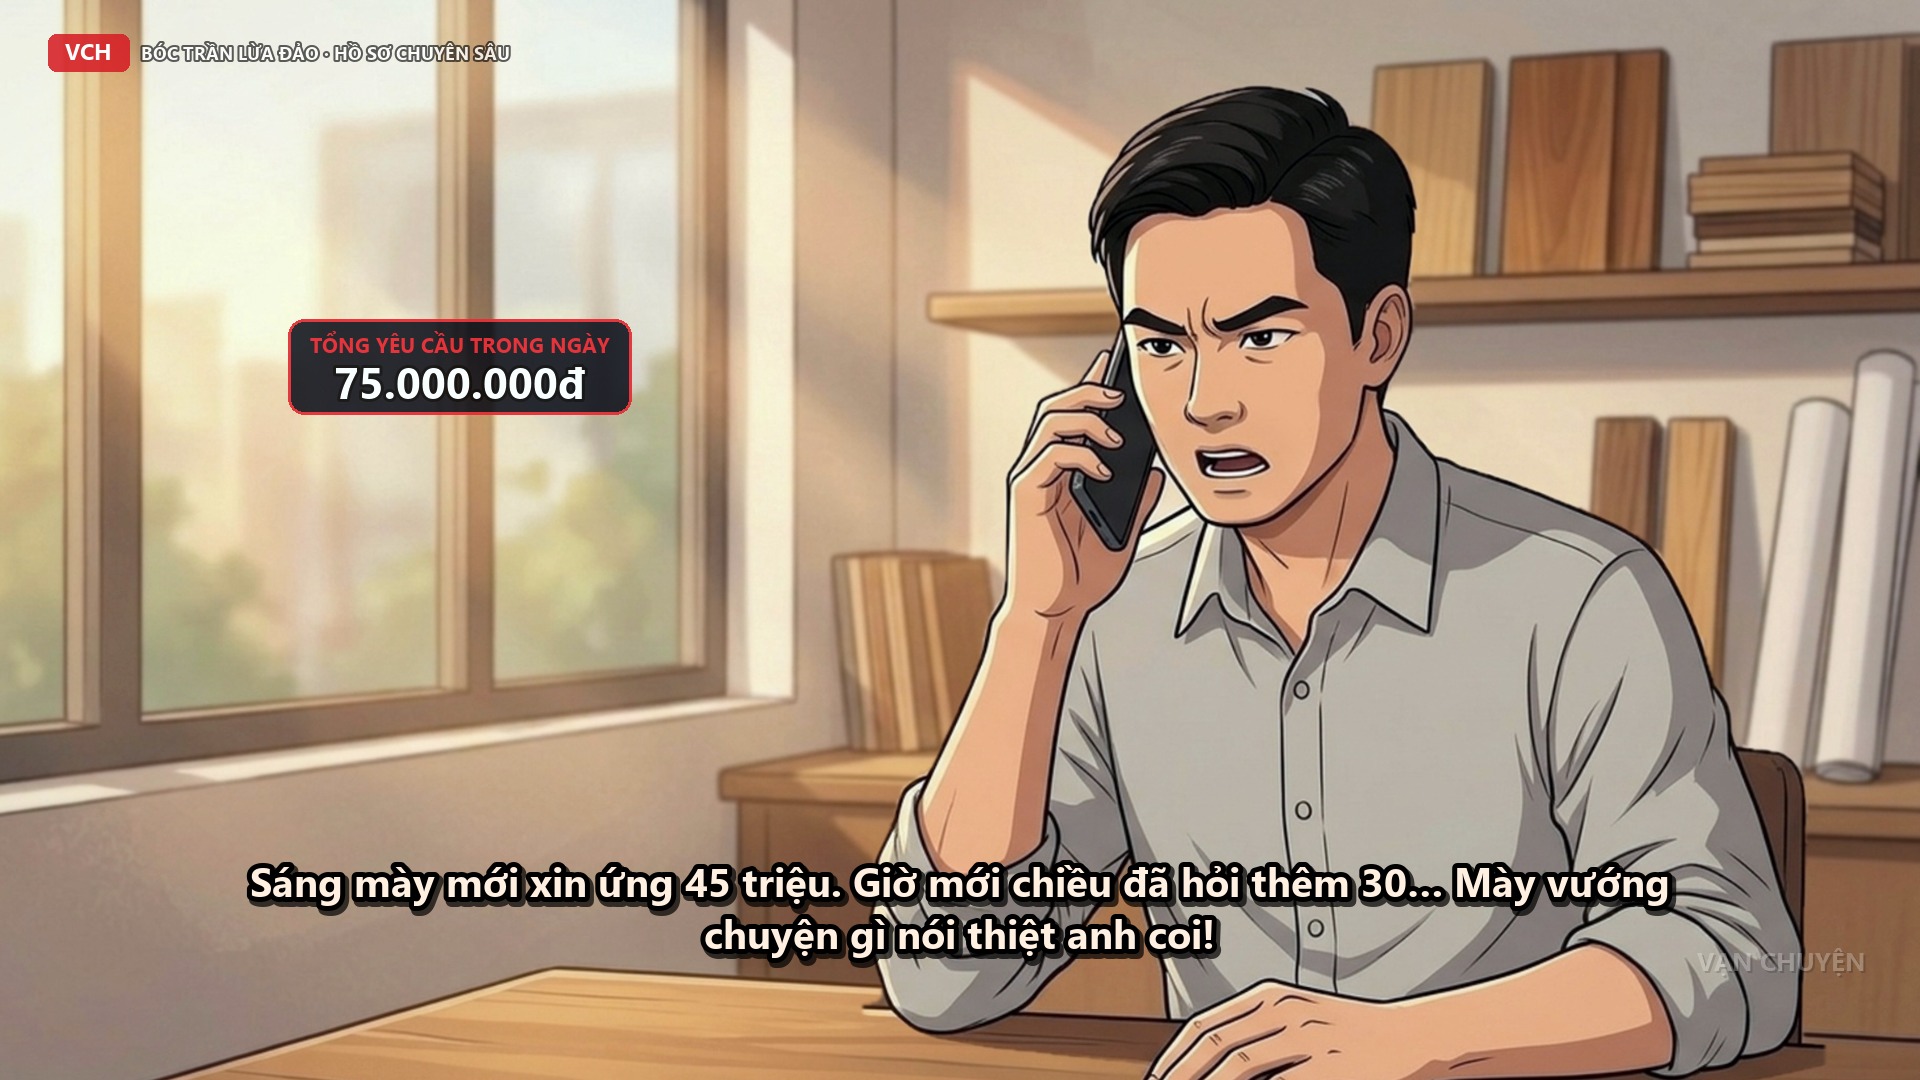 VCH
BÓC TRẦN LỪA ĐẢO · HỒ SƠ CHUYÊN SÂU
TỔNG YÊU CẦU TRONG NGÀY
75.000.000đ
Sáng mày mới xin ứng 45 triệu. Giờ mới chiều đã hỏi thêm 30... Mày vướng
chuyện gì nói thiệt anh coi!
VẠN CHUYỆN